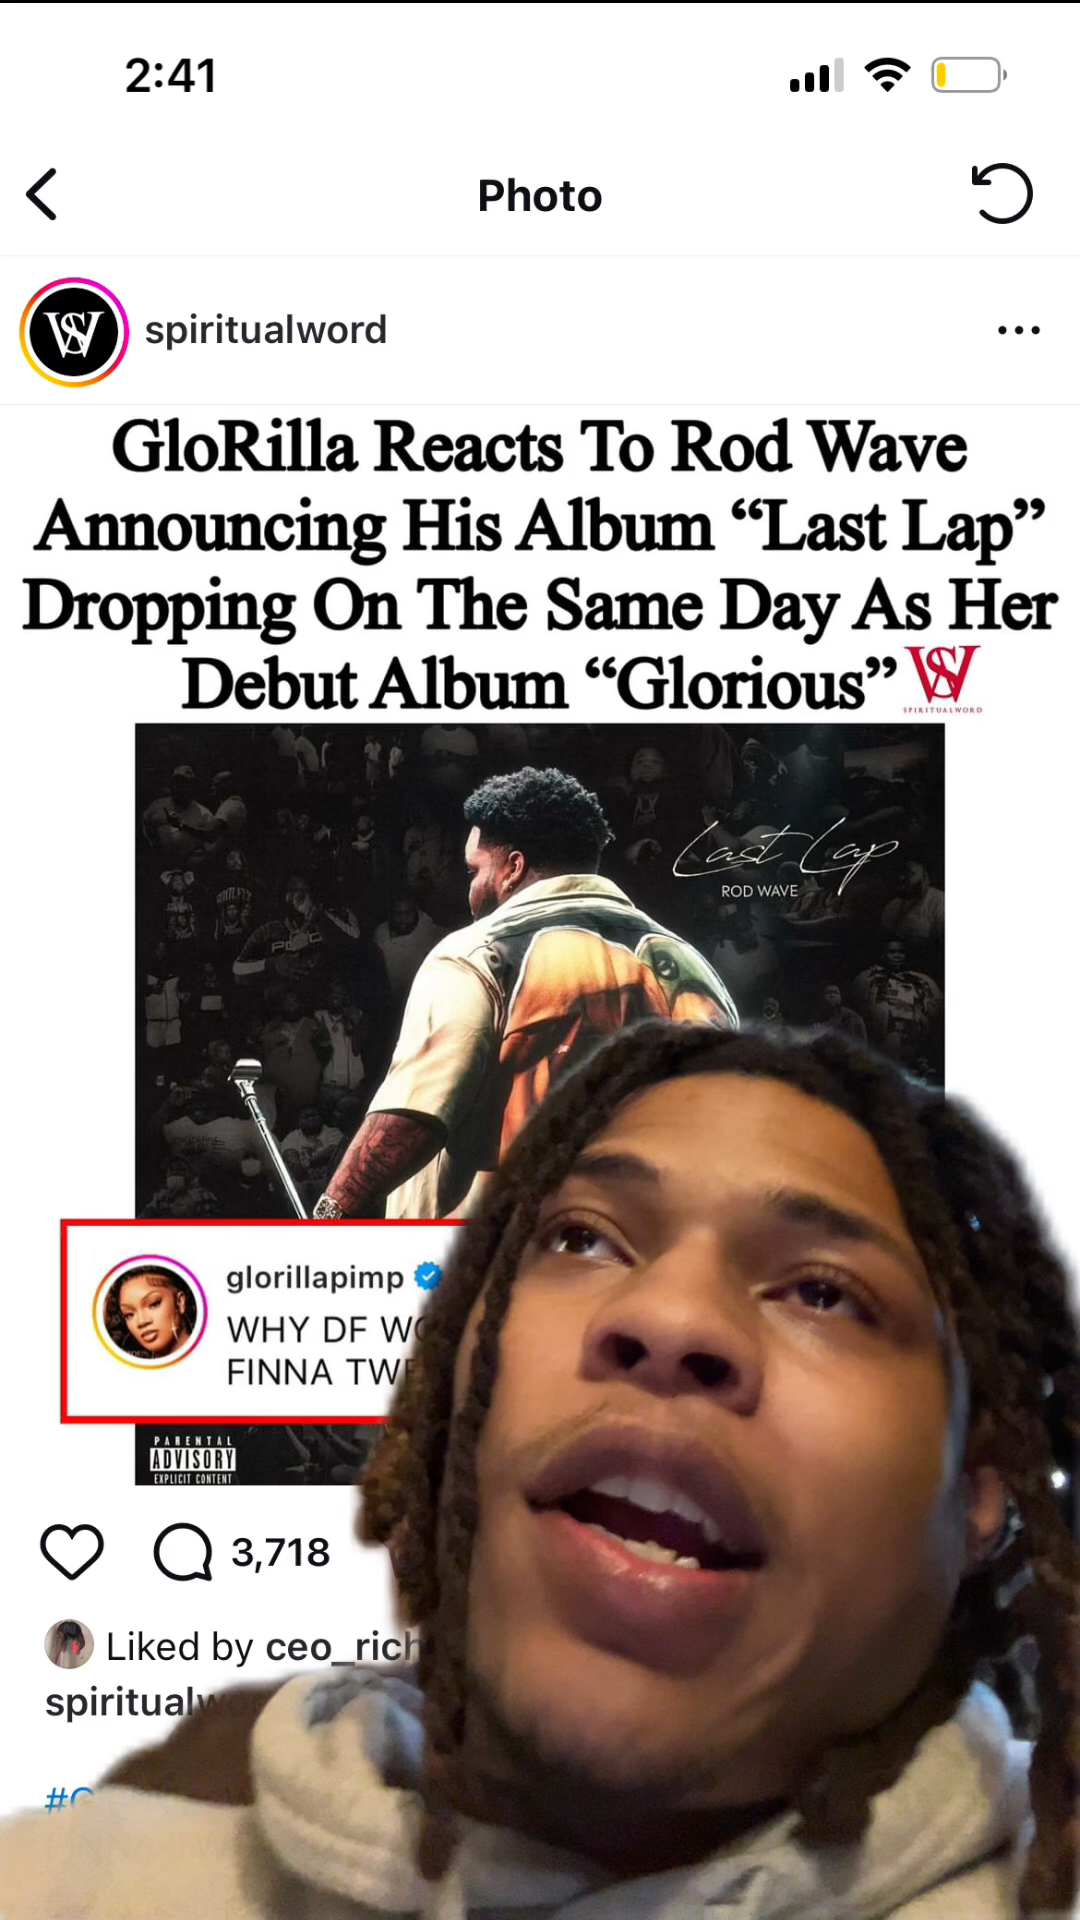 2:41
Photo
spiritualword
GloRilla Reacts To Rod Wave
Announcing His Album “Last Lap”
Dropping On The Same Day As Her
Debut Album “Glorious”
SPIRITUALWORD
Last Lap
ROD WAVE
glorillapimp
WHY DF
FINNA
PARENTAL
ADVISORY
EXPLICIT CONTENT
3,718
Liked by ceo_rich